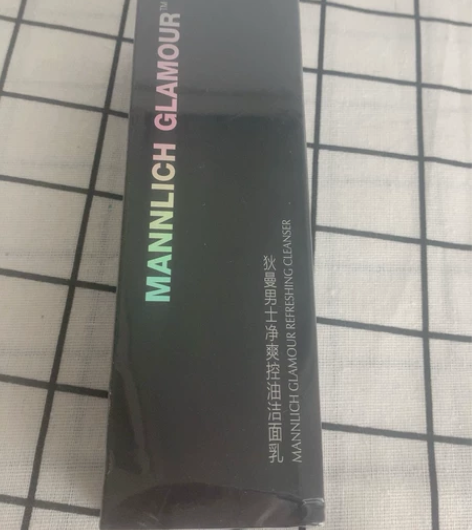 MANNLICH GLAMOUR™
狄曼男士净爽控油洁面乳
MANNLICH GLAMOUR REFRESHING CLEANSER